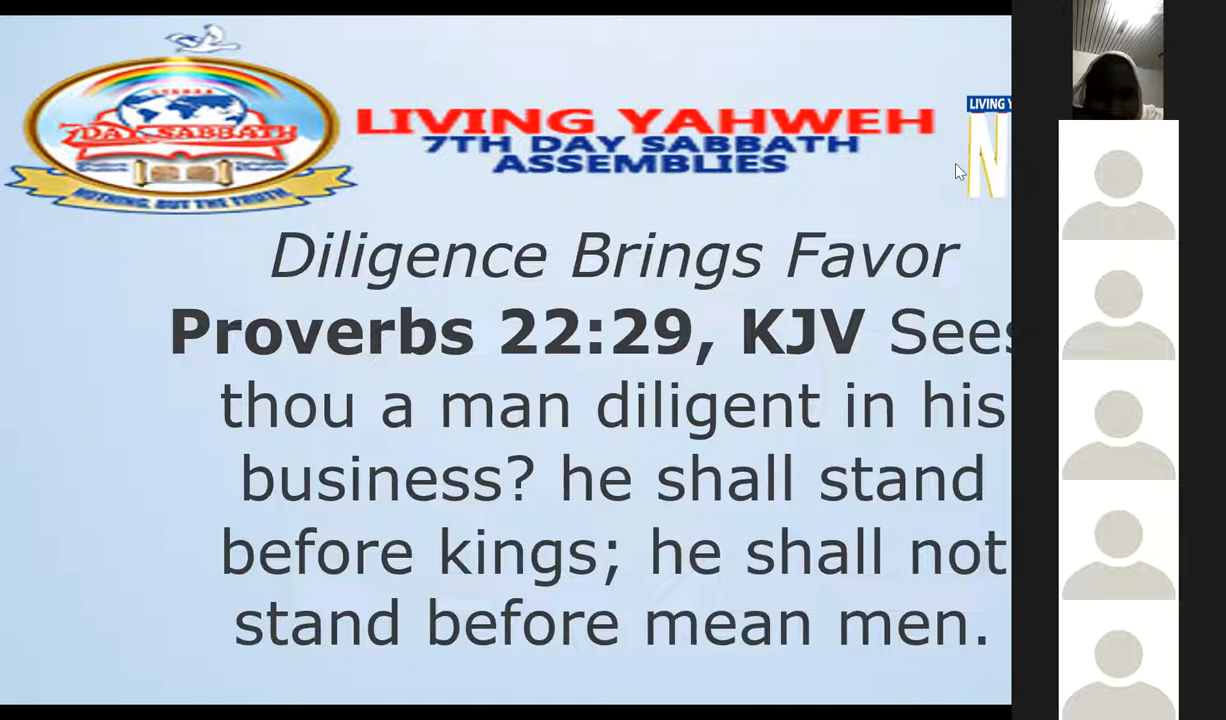 7DAY SABBATH
NOTHING BUT THE TRUTH
LIVING YAHWEH
7TH DAY SABBATH
ASSEMBLIES
LIVING Y
N
Diligence Brings Favor
Proverbs 22:29, KJV Sees
thou a man diligent in his
business? he shall stand
before kings; he shall not
stand before mean men.